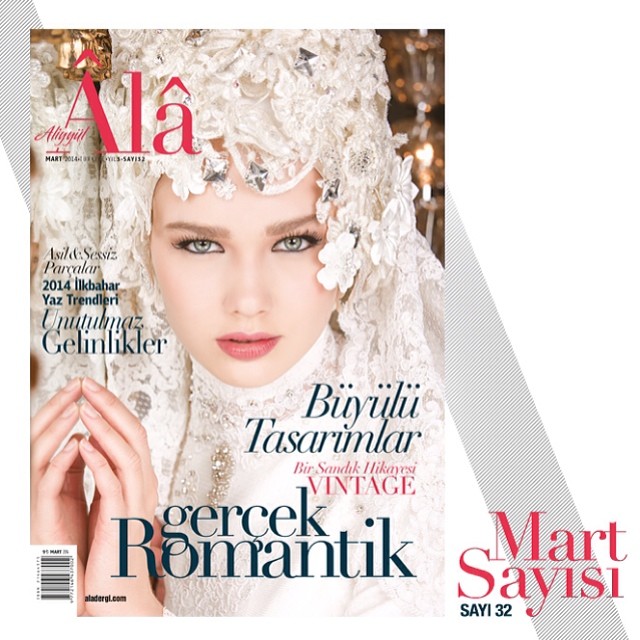 Âlâ
MART 2014
Asil & Sessiz
Parçalar
2014 İlkbahar
Yaz Trendleri
Unutulmaz
Gelinlikler
Büyülü
Tasarımlar
Bir Sandık Hikayesi
VINTAGE
gerçek
Romantik
aladergi.com
Mart
Sayısı
SAYI 32